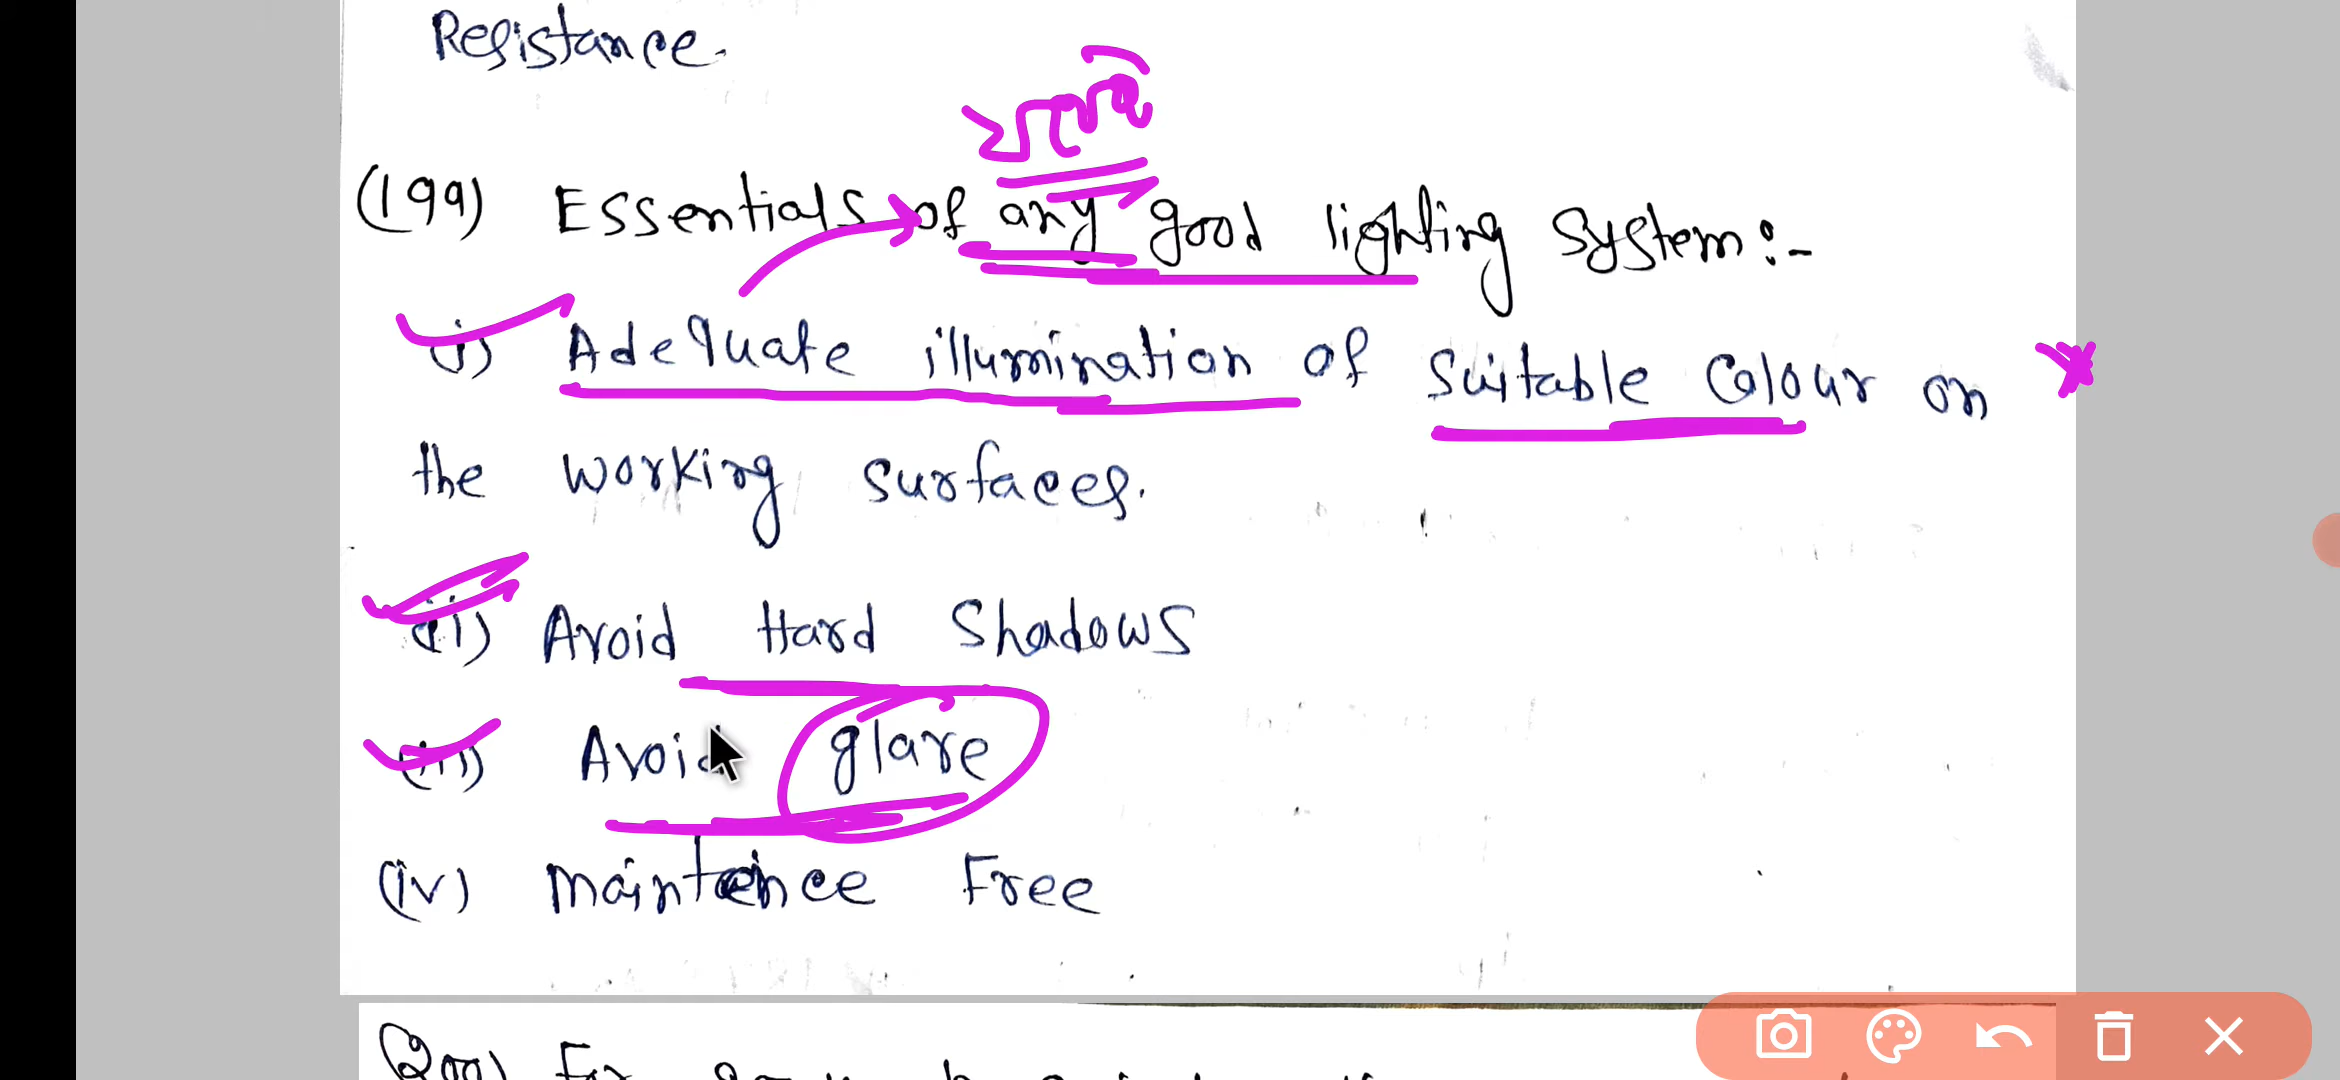 Resistance.
(199) Essentials of any good lighting system:-
(i) Adequate illumination of suitable Colour on
the working surfaces.
(ii) Avoid Hard Shadows
(iii) Avoid glare
(iv) maintence Free